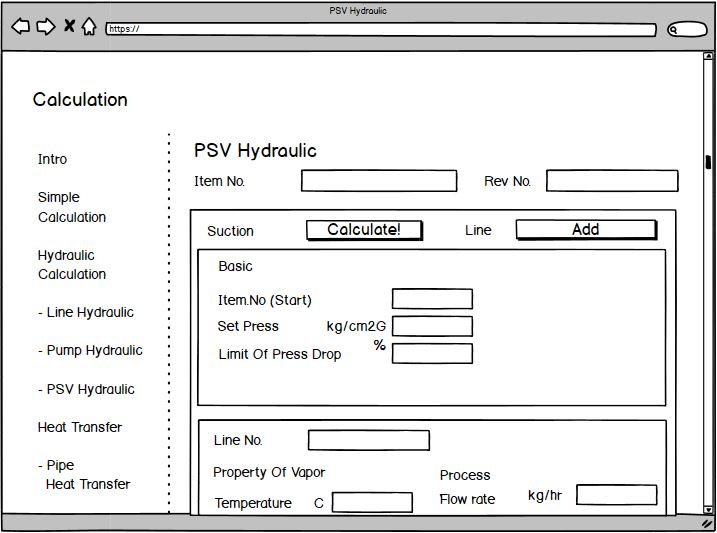 PSV Hydraulic
https://
Calculation
Intro
Simple
Calculation
Hydraulic
Calculation
- Line Hydraulic
- Pump Hydraulic
- PSV Hydraulic
Heat Transfer
- Pipe
Heat Transfer
PSV Hydraulic
Item No. Rev No.
Suction Calculate! Line Add
Basic
Item.No (Start)
Set Press kg/cm2G
Limit Of Press Drop %
Line No.
Property Of Vapor Process
Temperature C Flow rate kg/hr